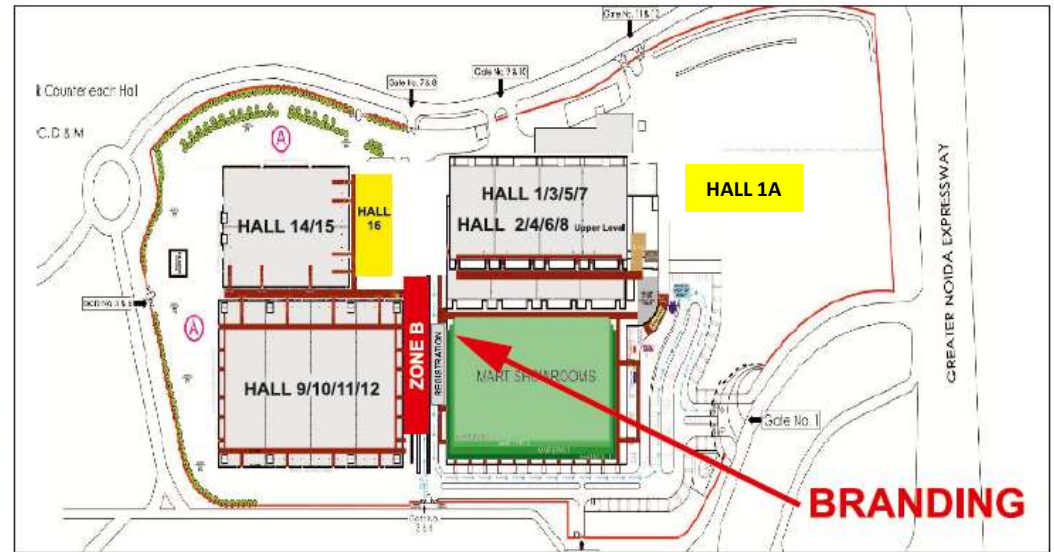 Gate No. 11 & 12
Gate No. 9 & 10
Gate No. 7 & 8
k Counter each Hall
C, D & M
A
HALL 14/15
HALL
16
HALL 1/3/5/7
HALL 2/4/6/8 Upper Level
HALL 1A
GREATER NOIDA EXPRESSWAY
A
HALL 9/10/11/12
ZONE B
REGISTRATION
MART SHOWROOMS
Gate No. 1
BRANDING